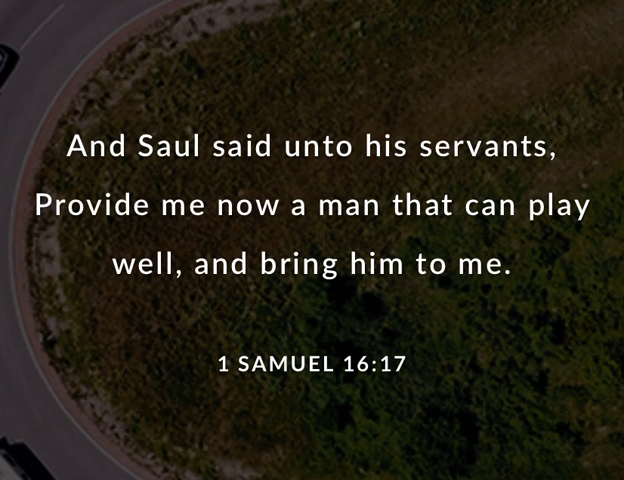 And Saul said unto his servants,
Provide me now a man that can play
well, and bring him to me.
1 SAMUEL 16:17